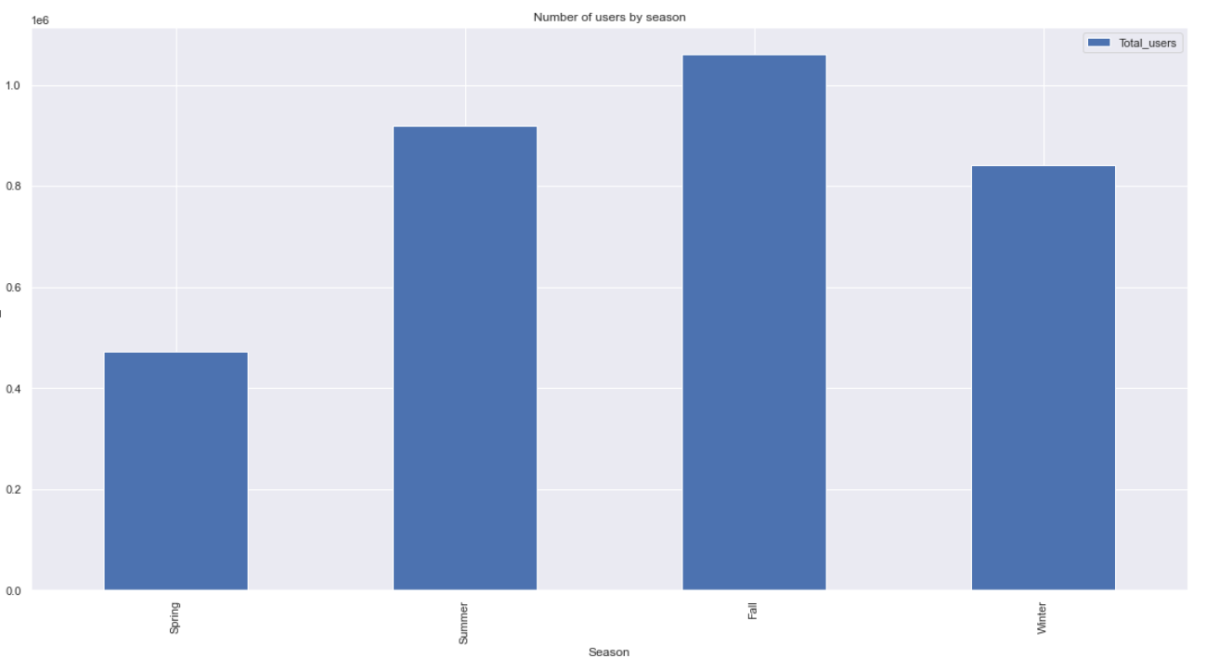 Number of users by season
1e6
Total_users
1.0
0.8
0.6
0.4
0.2
0.0
Spring
Summer
Fall
Winter
Season